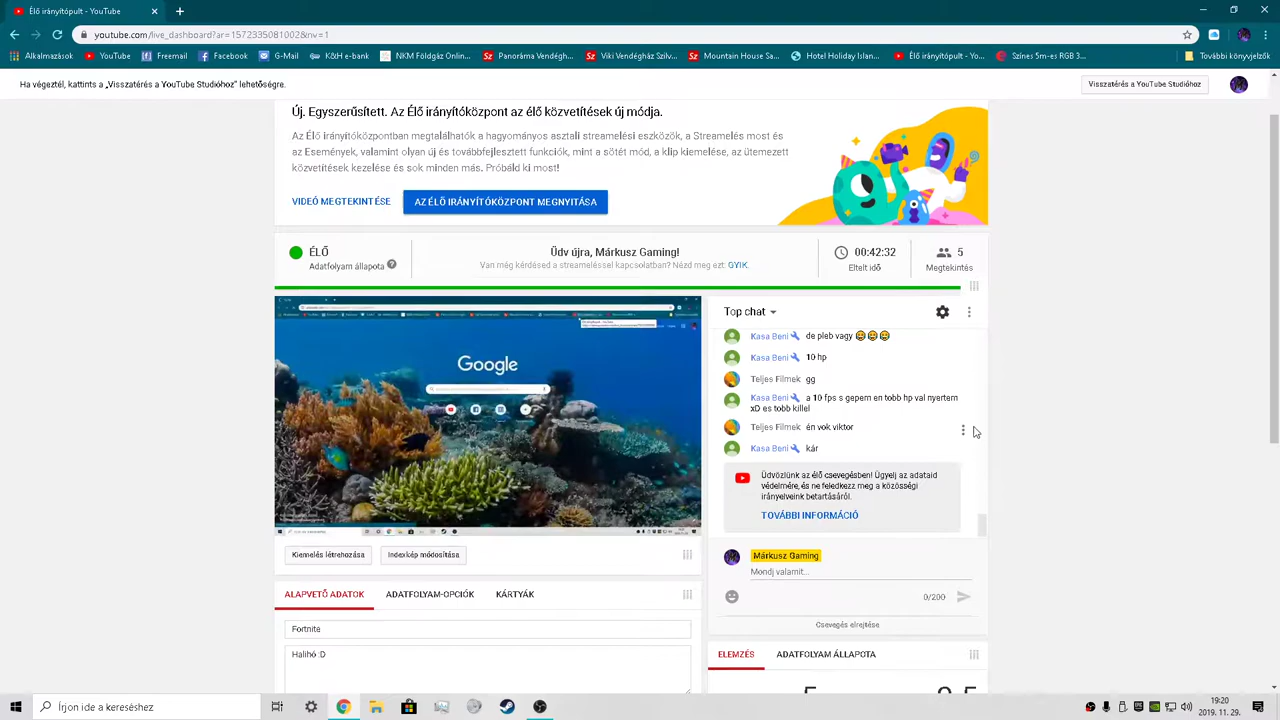 Élő irányítópult - YouTube
youtube.com/live_dashboard?ar=1572335081002&nv=1
Alkalmazások YouTube Freemail Facebook G-Mail K&H e-bank NKM Földgáz Onlin... Panoráma Vendégh... Viki Vendégház Szilv... Mountain House Sa... Hotel Holiday Islan... Élő irányítópult - Yo... Színes 5m-es RGB 3... További könyvjelzők
Ha végeztél, kattints a „Visszatérés a YouTube Stúdióhoz" lehetőségre. Visszatérés a YouTube Stúdióhoz
Új. Egyszerűsített. Az Élő irányítóközpont az élő közvetítések új módja.
Az Élő irányítóközpontban megtalálhatók a hagyományos asztali streamelési eszközök, a Streamelés most és
az Események, valamint olyan új és továbbfejlesztett funkciók, mint a sötét mód, a klip kiemelése, az ütemezett
közvetítések kezelése és sok minden más. Próbáld ki most!
VIDEÓ MEGTEKINTÉSE AZ ÉLŐ IRÁNYÍTÓKÖZPONT MEGNYITÁSA
ÉLŐ
Adatfolyam állapota
Üdv újra, Márkusz Gaming!
Van még kérdésed a streameléssel kapcsolatban? Nézd meg ezt: GYIK.
00:42:32
Eltelt idő
5
Megtekintés
Google
Top chat
Kasa Beni de pleb vagy 😄😄😄
Kasa Beni 10 hp
Teljes Filmek gg
Kasa Beni a 10 fps s gepem en tobb hp val nyertem
xD es tobb killel
Teljes Filmek én vok viktor
Kasa Beni kár
Üdvözlünk az élő csevegésben! Ügyelj az adataid
védelmére, és ne feledkezz meg a közösségi
irányelveink betartásáról.
TOVÁBBI INFORMÁCIÓ
Márkusz Gaming
Mondj valamit...
0/200
Csevegés elrejtése
Kiemelés létrehozása Indexkép módosítása
ALAPVETŐ ADATOK ADATFOLYAM-OPCIÓK KÁRTYÁK
Fortnite
Halihó :D
ELEMZÉS ADATFOLYAM ÁLLAPOTA
Írjon ide a kereséshez
19:20
2019. 11. 29.